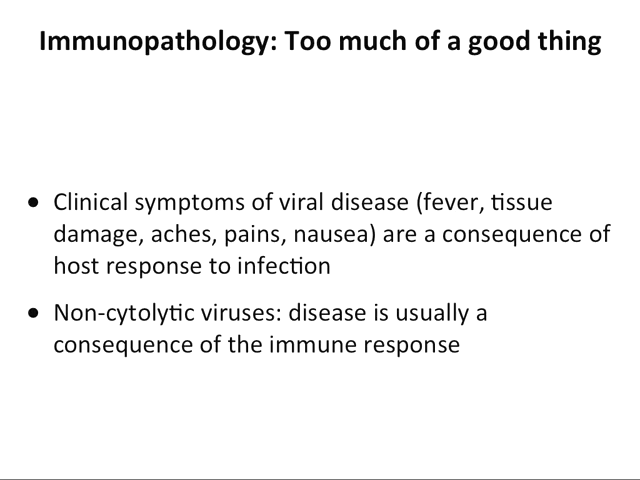 Immunopathology: Too much of a good thing
• Clinical symptoms of viral disease (fever, tissue
damage, aches, pains, nausea) are a consequence of
host response to infection
• Non-cytolytic viruses: disease is usually a
consequence of the immune response